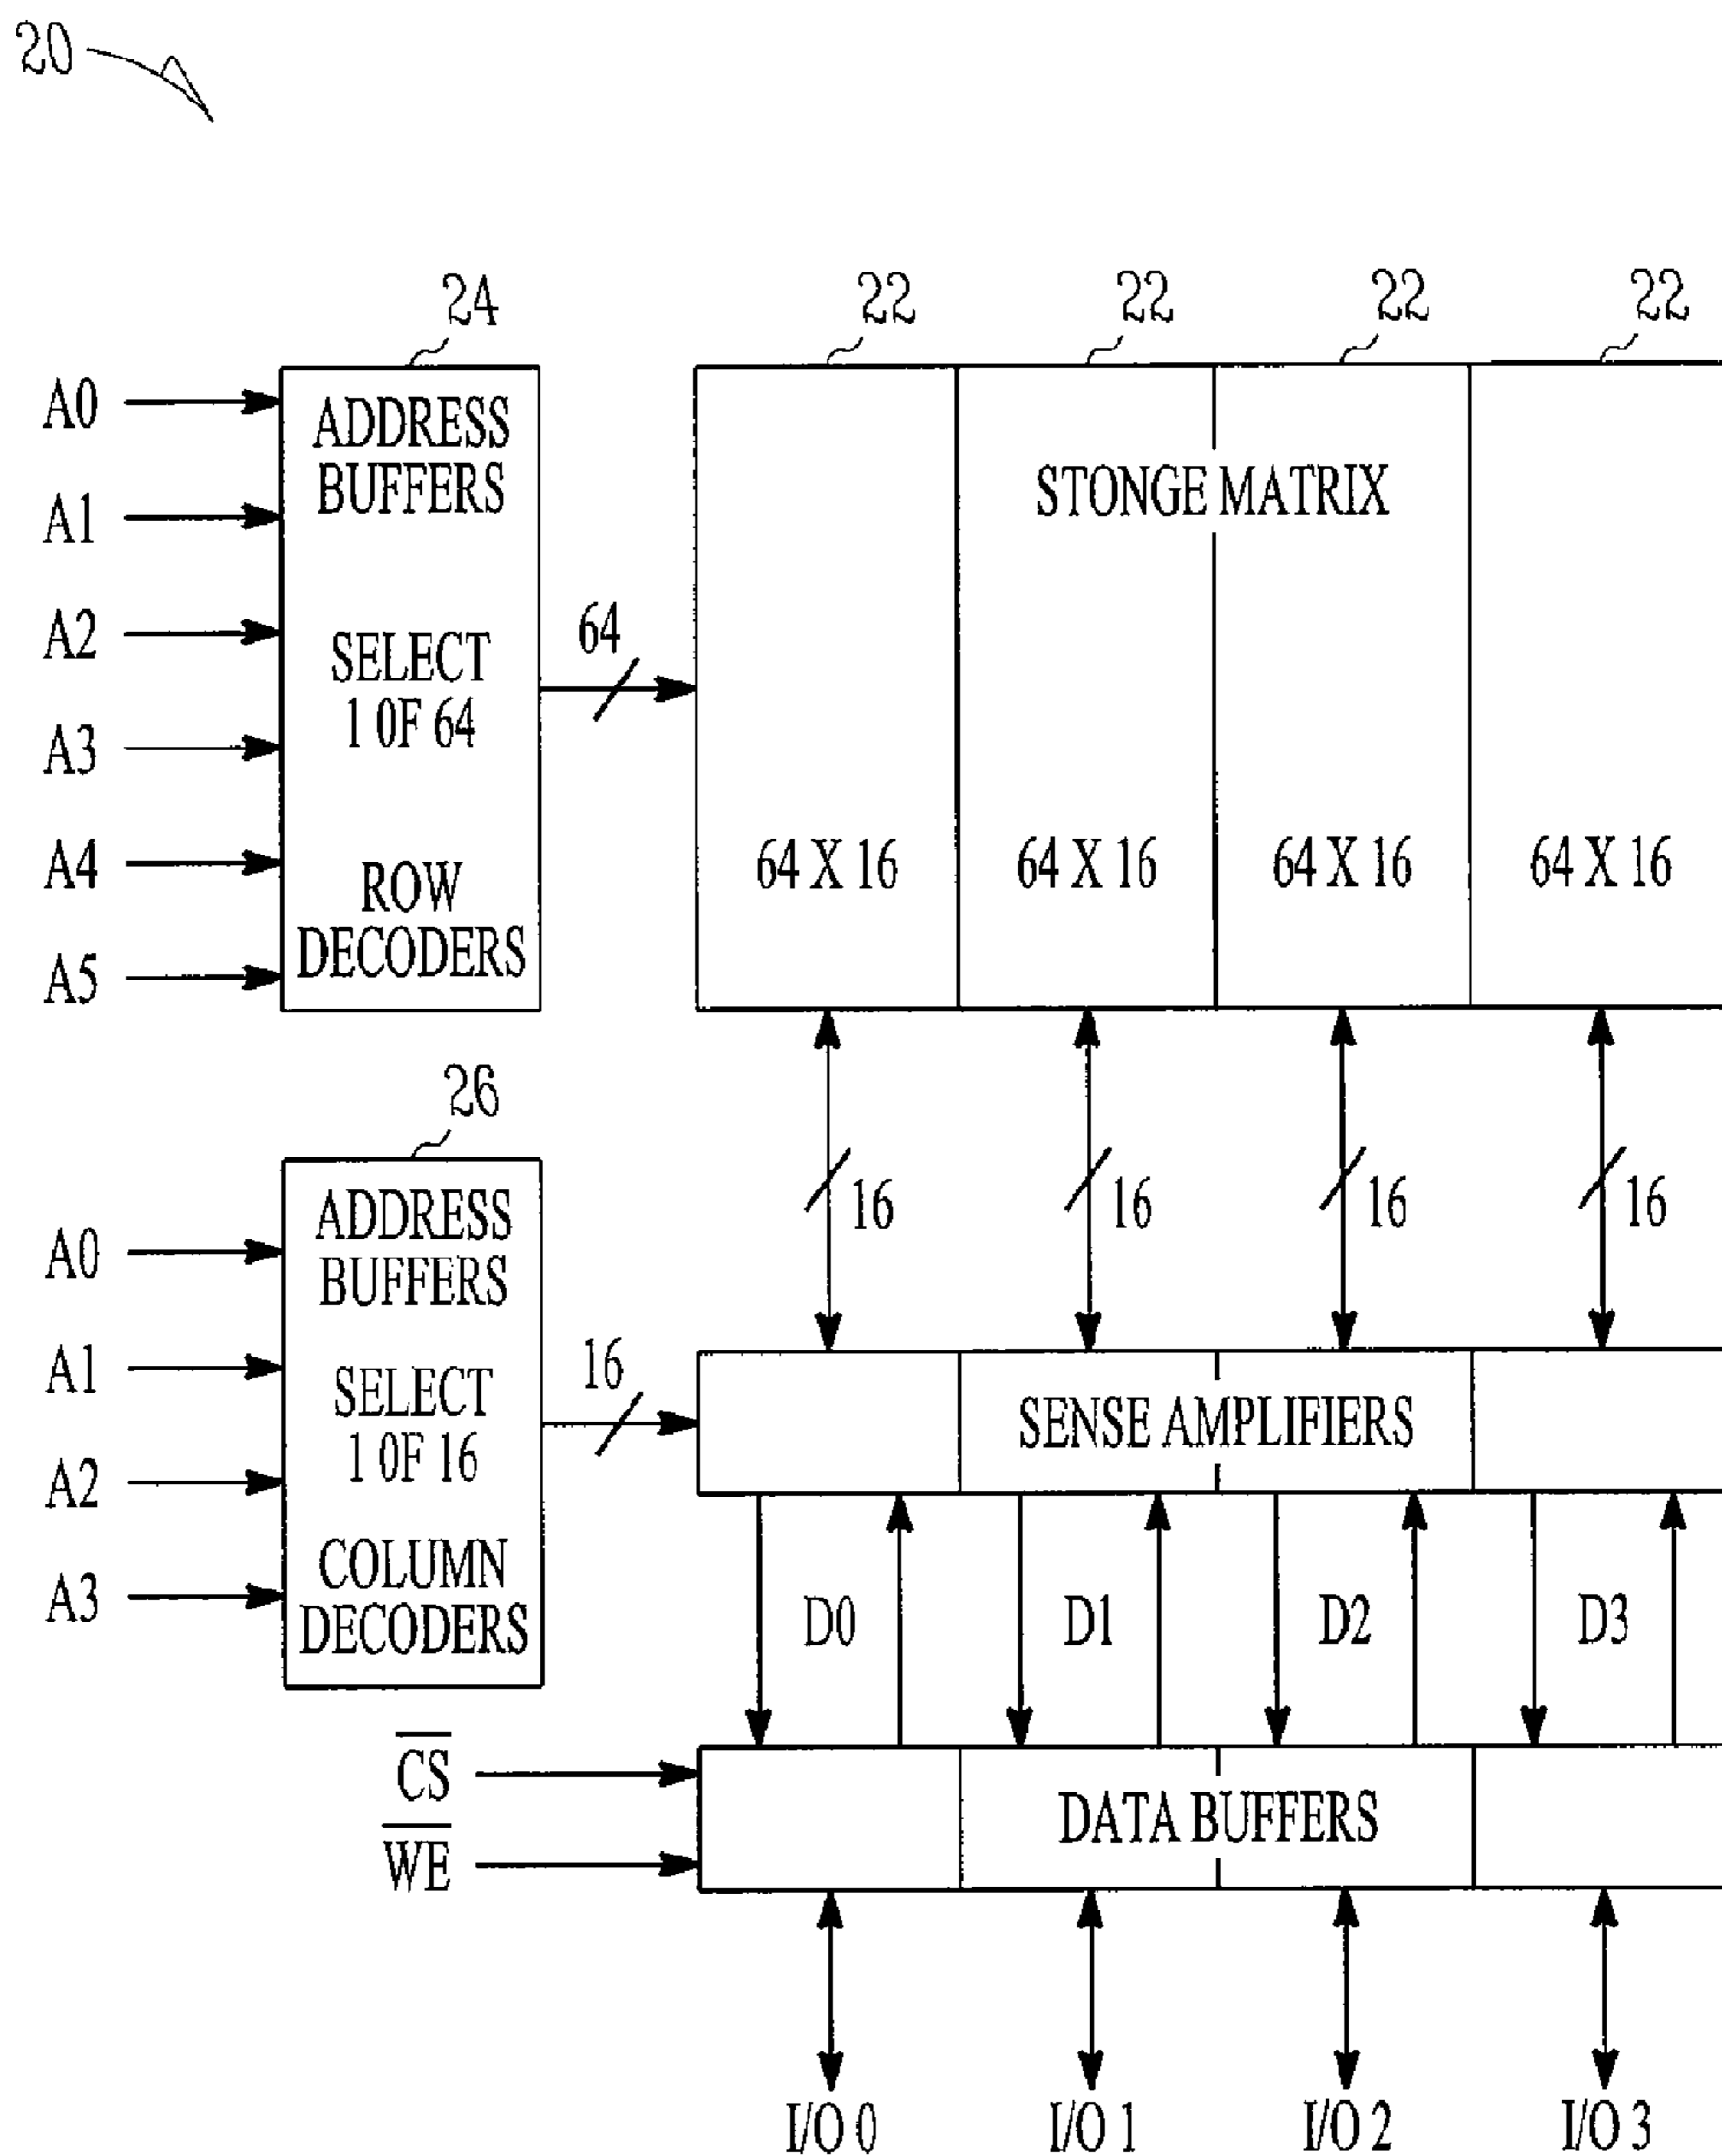 20
24
22
22
22
22
A0
A1
A2
A3
A4
A5
ADDRESS
BUFFERS
SELECT
1 0F 64
ROW
DECODERS
64
STONGE MATRIX
64 X 16
64 X 16
64 X 16
64 X 16
26
16
16
16
16
A0
A1
A2
A3
ADDRESS
BUFFERS
SELECT
1 0F 16
COLUMN
DECODERS
16
SENSE AMPLIFIERS
D0
D1
D2
D3
CS
WE
DATA BUFFERS
I/O 0
I/O 1
I/O 2
I/O 3